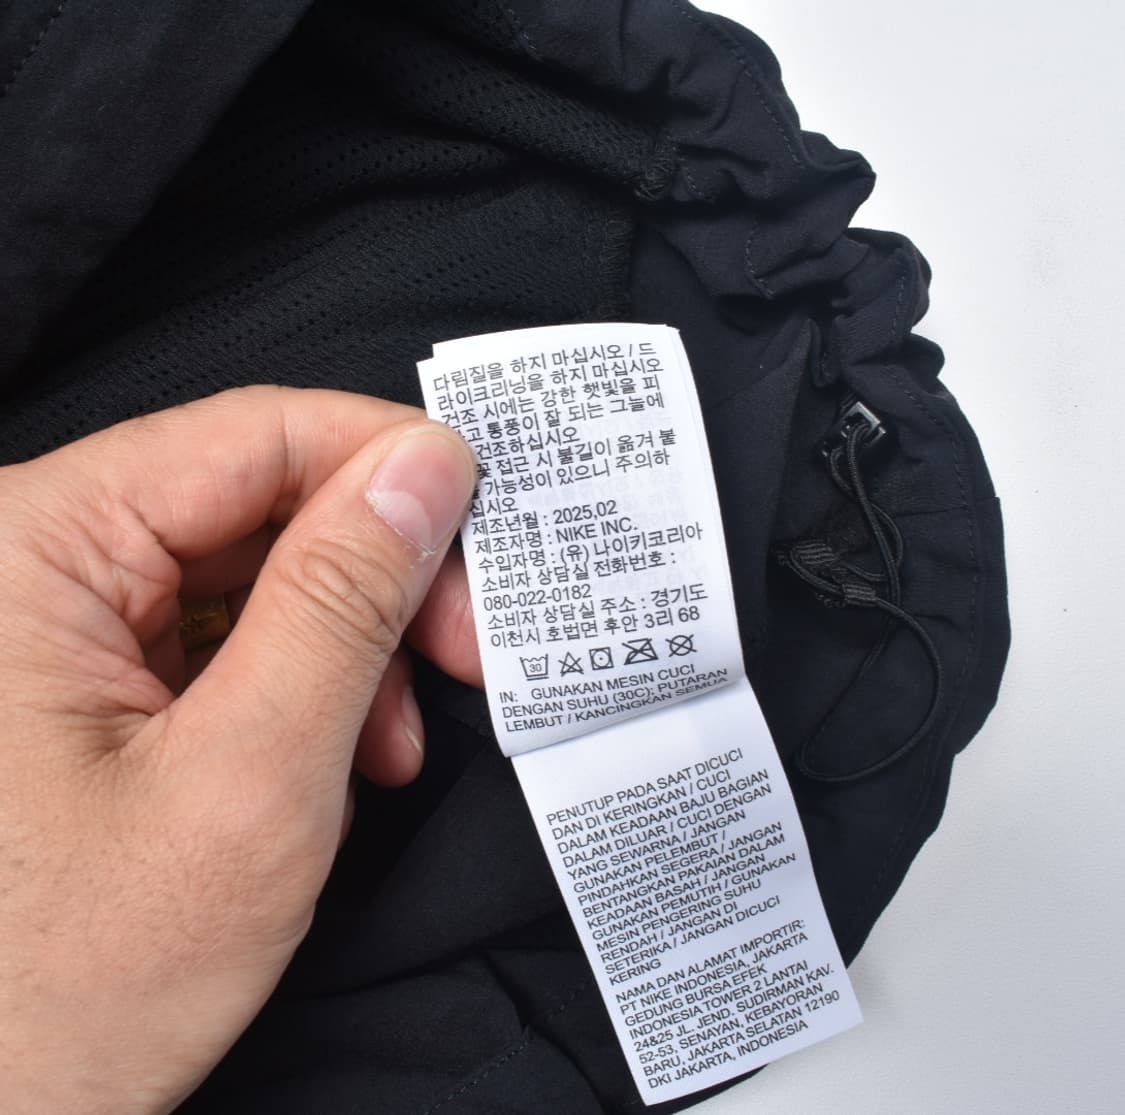 다림질을 하지 마십시오 / 드
라이크리닝을 하지 마십시오
건조 시에는 강한 햇빛을 피
고 통풍이 잘 되는 그늘에
건조하십시오
꽃 접근 시 불길이 옮겨 붙
가능성이 있으니 주의하
십시오
제조년월 : 2025,02
제조자명 : NIKE INC.
수입자명 : (유) 나이키코리아
소비자 상담실 전화번호 :
080-022-0182
소비자 상담실 주소 : 경기도
이천시 호법면 후안 3리 68
30
IN: GUNAKAN MESIN CUCI
DENGAN SUHU (30C); PUTARAN
LEMBUT / KANCINGKAN SEMUA
PENUTUP PADA SAAT DICUCI
DAN DI KERINGKAN / CUCI
DALAM KEADAAN BAJU BAGIAN
DALAM DILUAR / CUCI DENGAN
YANG SEWARNA / JANGAN
GUNAKAN PELEMBUT /
PINDAHKAN SEGERA / JANGAN
BENTANGKAN PAKAIAN DALAM
KEADAAN BASAH / JANGAN
GUNAKAN PEMUTIH / GUNAKAN
MESIN PENGERING SUHU
RENDAH / JANGAN DI
SETERIKA / JANGAN DICUCI
KERING
NAMA DAN ALAMAT IMPORTIR:
PT NIKE INDONESIA, JAKARTA
GEDUNG BURSA EFEK
INDONESIA TOWER 2 LANTAI
24&25 JL. JEND. SUDIRMAN KAV.
52-53, SENAYAN, KEBAYORAN
BARU, JAKARTA SELATAN 12190
DKI JAKARTA, INDONESIA